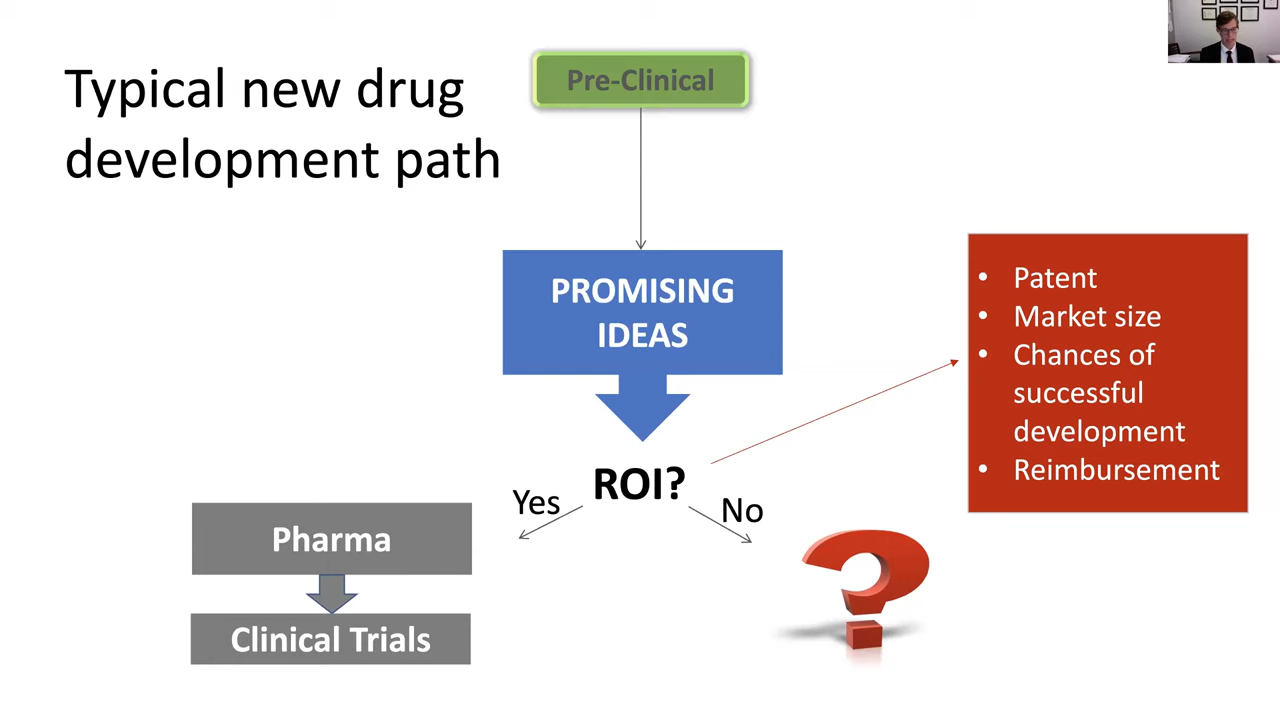 Typical new drug
development path
Pre-Clinical
PROMISING
IDEAS
• Patent
• Market size
• Chances of
successful
development
• Reimbursement
ROI?
Yes
No
Pharma
Clinical Trials